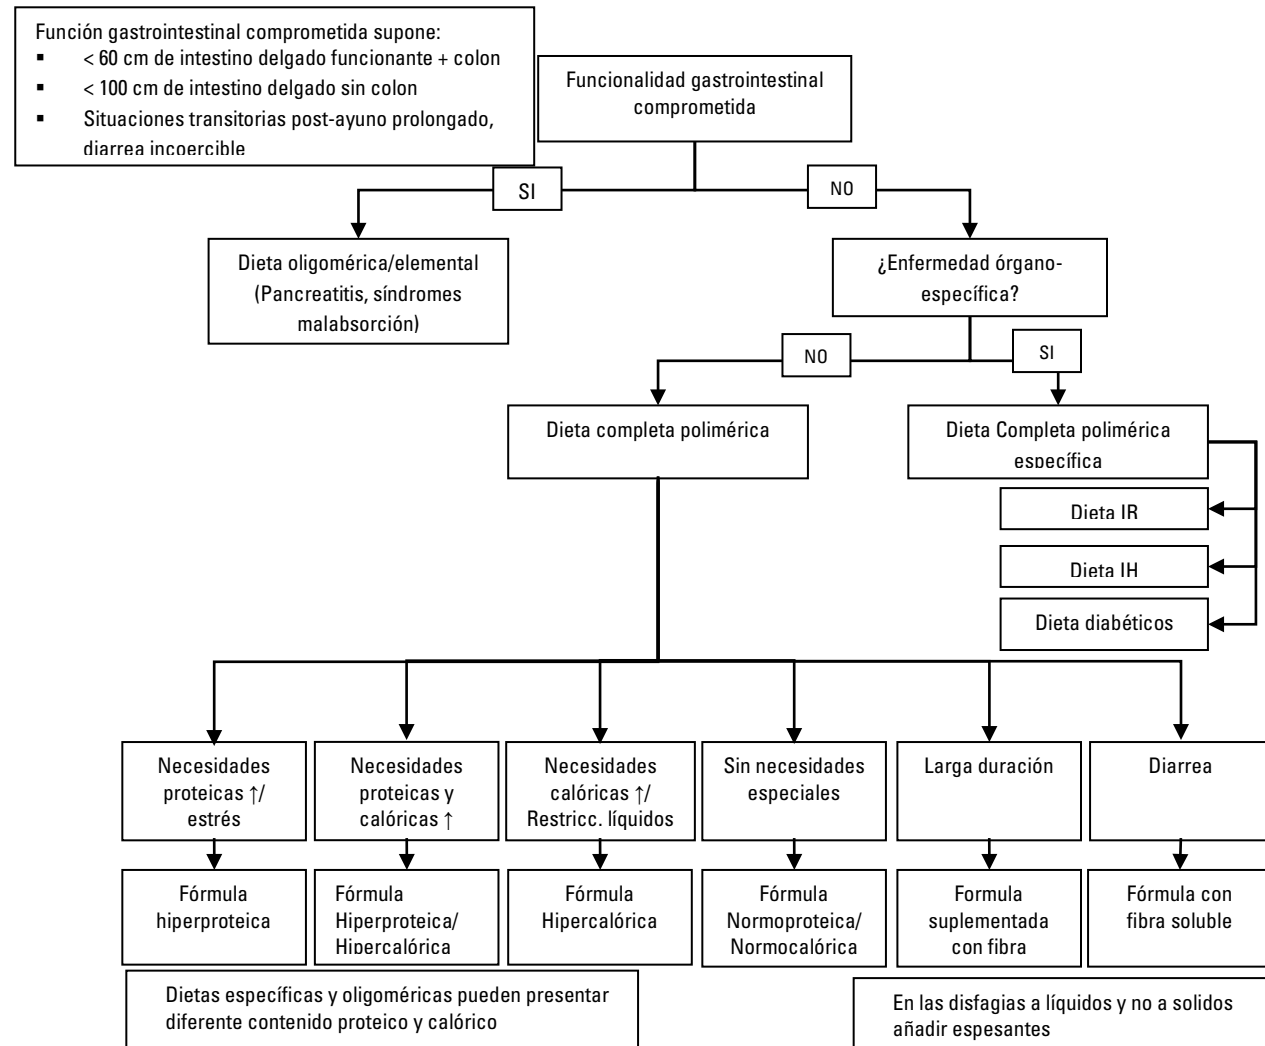 Función gastrointestinal comprometida supone:
▪ < 60 cm de intestino delgado funcionante + colon
▪ < 100 cm de intestino delgado sin colon
▪ Situaciones transitorias post-ayuno prolongado,
diarrea incoercible
Funcionalidad gastrointestinal
comprometida
SI
NO
Dieta oligomérica/elemental
(Pancreatitis, síndromes
malabsorción)
¿Enfermedad órgano-
específica?
NO
SI
Dieta completa polimérica
Dieta Completa polimérica
específica
Dieta IR
Dieta IH
Dieta diabéticos
Necesidades
proteicas ↑/
estrés
Necesidades
proteicas y
calóricas ↑
Necesidades
calóricas ↑/
Restricc. líquidos
Sin necesidades
especiales
Larga duración
Diarrea
Fórmula
hiperproteica
Fórmula
Hiperproteica/
Hipercalórica
Fórmula
Hipercalórica
Fórmula
Normoproteica/
Normocalórica
Formula
suplementada
con fibra
Fórmula con
fibra soluble
Dietas específicas y oligoméricas pueden presentar
diferente contenido proteico y calórico
En las disfagias a líquidos y no a solidos
añadir espesantes